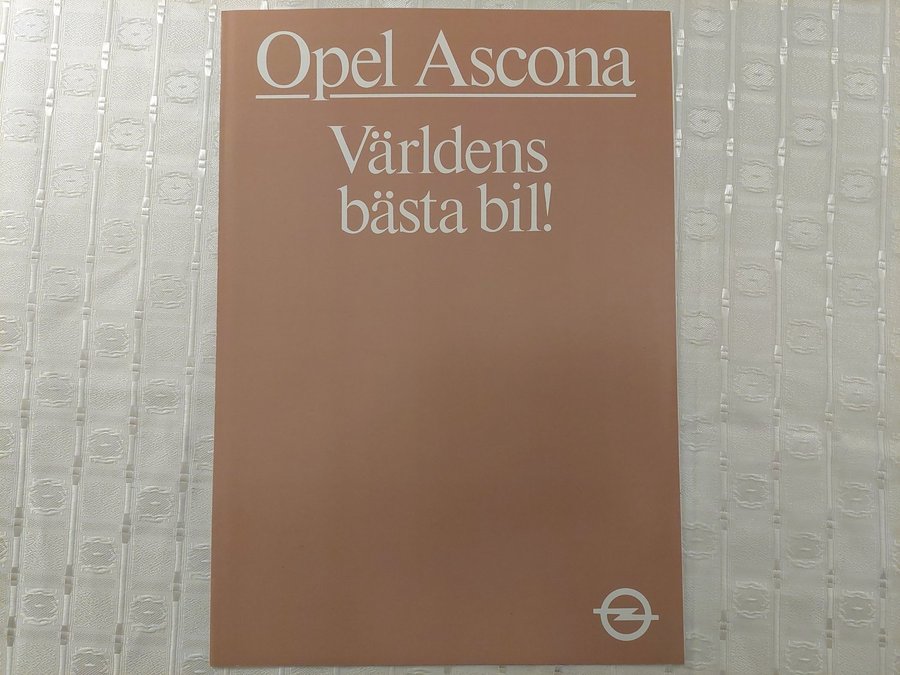 Opel Ascona
Världens
bästa bil!